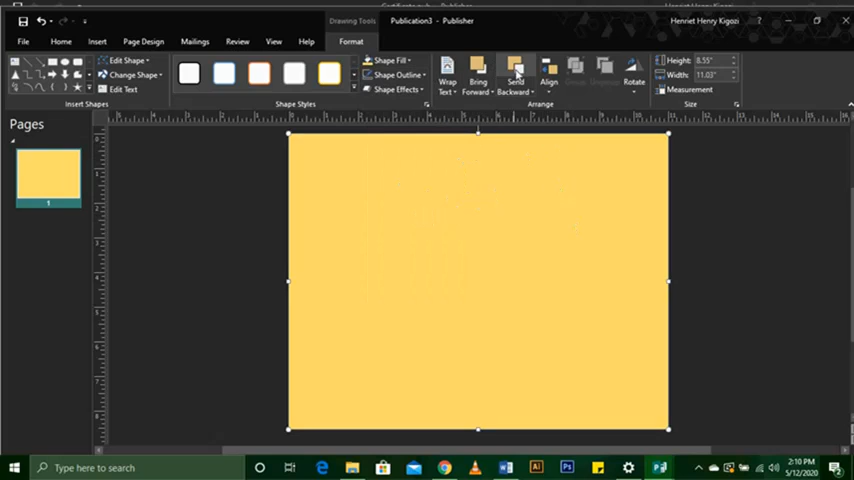 Drawing Tools
Publication3 - Publisher
Henriet Henry Kigozi
?
File
Home
Insert
Page Design
Mailings
Review
View
Help
Format
Edit Shape
Change Shape
Edit Text
Insert Shapes
Shape Fill
Shape Outline
Shape Effects
Shape Styles
Wrap Text
Bring Forward
Send Backward
Align
Group
Ungroup
Rotate
Arrange
Height: 8.55"
Width: 11.03"
Measurement
Size
Pages
1
Type here to search
2:10 PM
5/12/2020
2